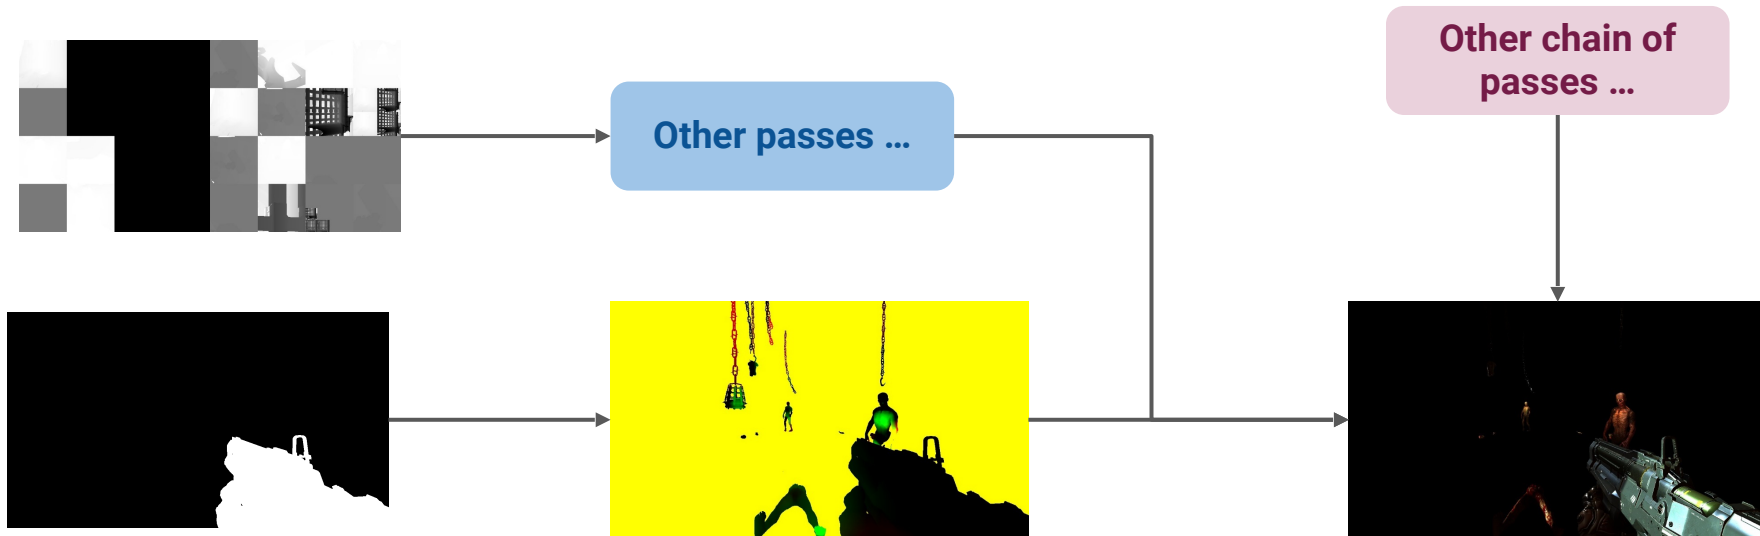 Other passes ...
Other chain of
passes ...